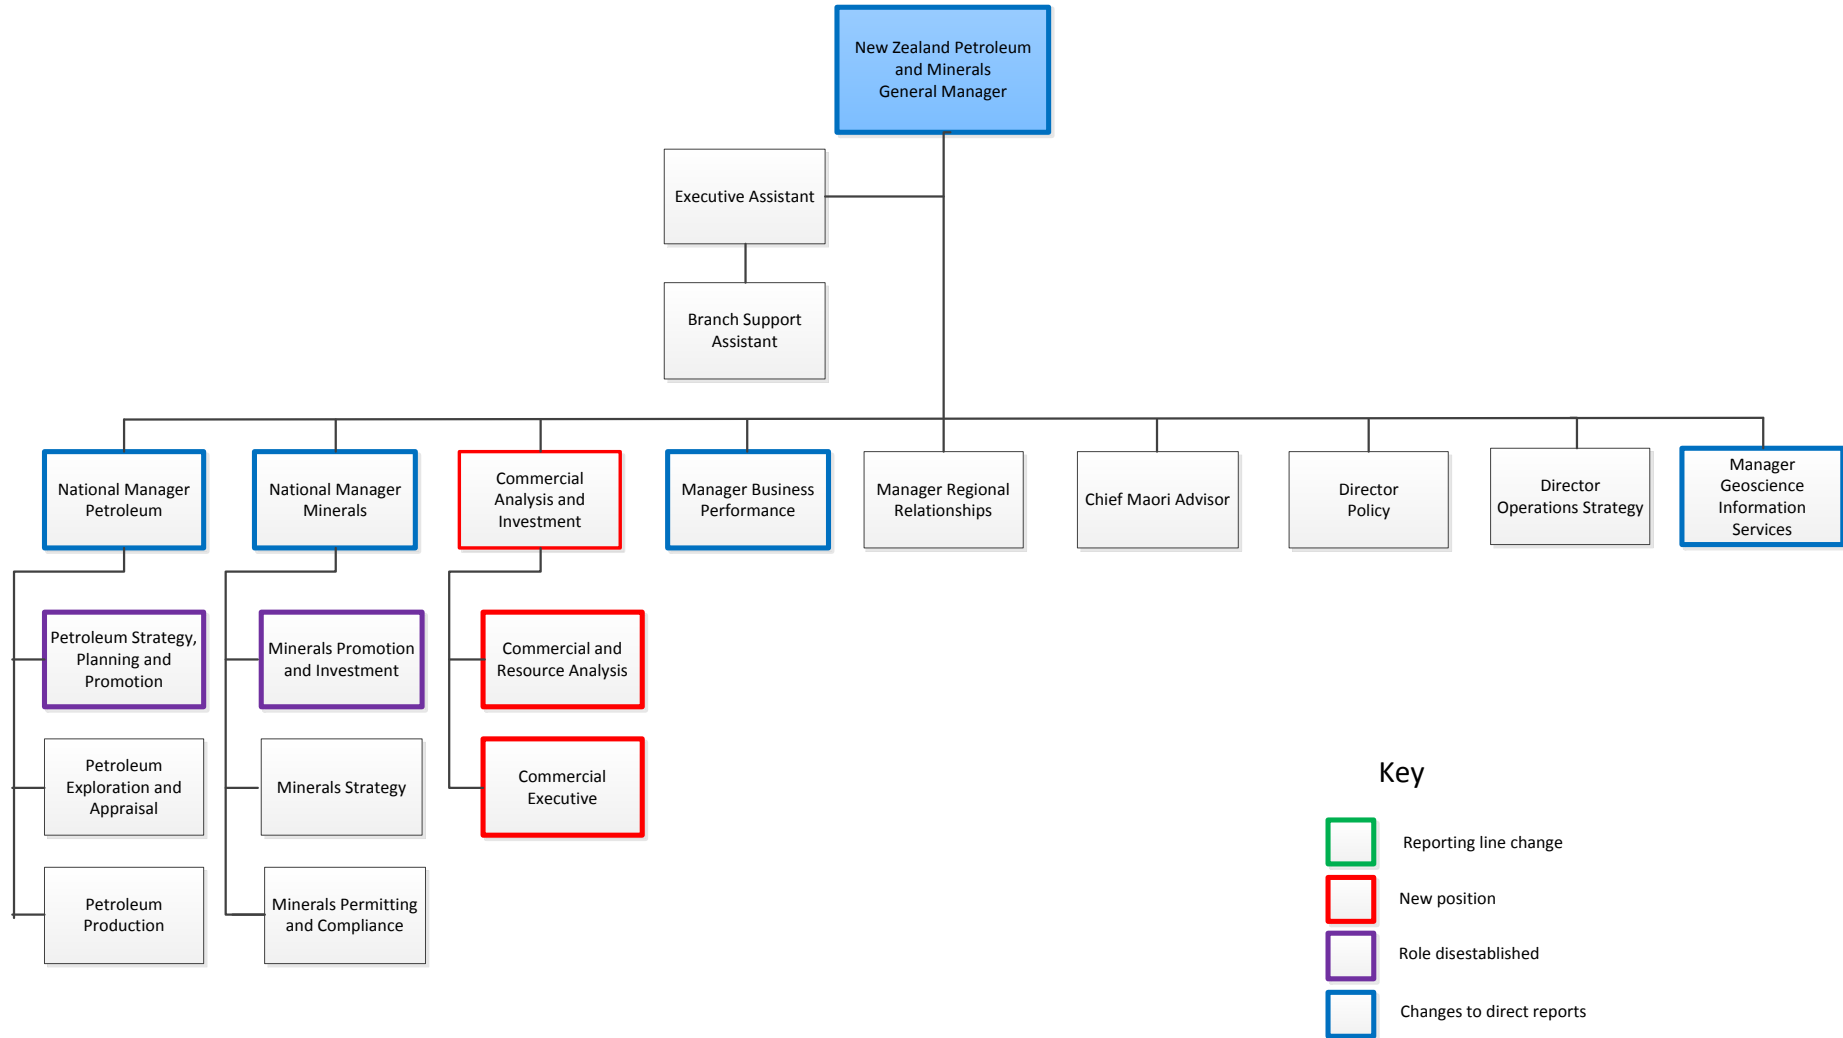 New Zealand Petroleum
and Minerals
General Manager
Executive Assistant
Branch Support
Assistant
National Manager
Petroleum
National Manager
Minerals
Commercial
Analysis and
Investment
Manager Business
Performance
Manager Regional
Relationships
Chief Maori Advisor
Director
Policy
Director
Operations Strategy
Manager
Geoscience
Information
Services
Petroleum Strategy,
Planning and
Promotion
Minerals Promotion
and Investment
Commercial and
Resource Analysis
Petroleum
Exploration and
Appraisal
Minerals Strategy
Commercial
Executive
Petroleum
Production
Minerals Permitting
and Compliance
Key
Reporting line change
New position
Role disestablished
Changes to direct reports